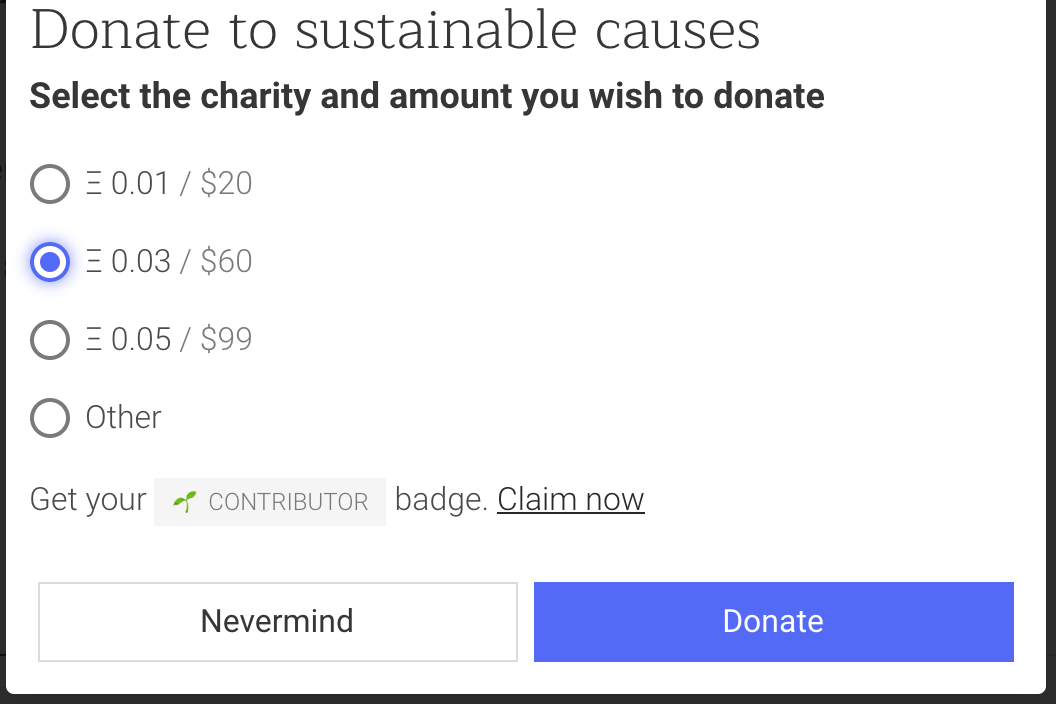 Donate to sustainable causes
Select the charity and amount you wish to donate
Ξ 0.01 / $20
Ξ 0.03 / $60
Ξ 0.05 / $99
Other
Get your CONTRIBUTOR badge. Claim now
Nevermind
Donate